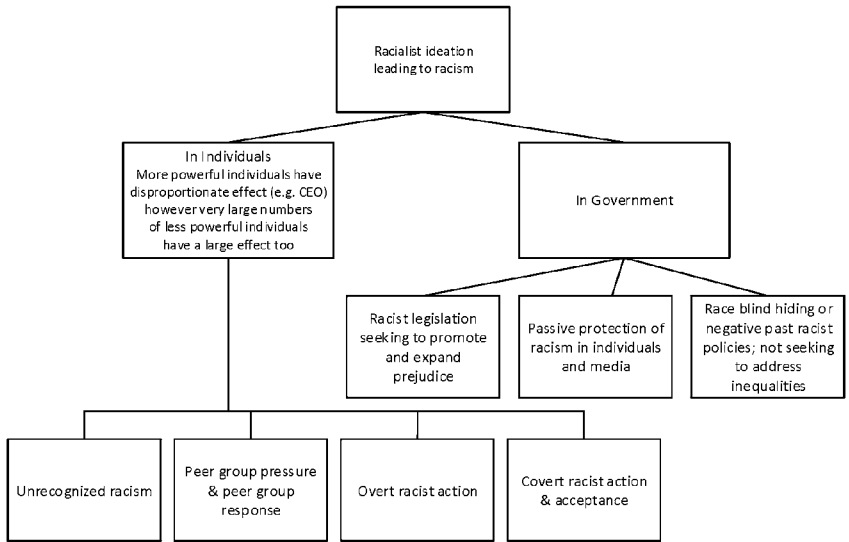 Racialist ideation
leading to racism
In Individuals
More powerful individuals have
disproportionate effect (e.g. CEO)
however very large numbers
of less powerful individuals
have a large effect too
In Government
Racist legislation
seeking to promote
and expand
prejudice
Passive protection of
racism in individuals
and media
Race blind hiding or
negative past racist
policies; not seeking
to address
inequalities
Unrecognized racism
Peer group pressure
& peer group
response
Overt racist action
Covert racist action
& acceptance